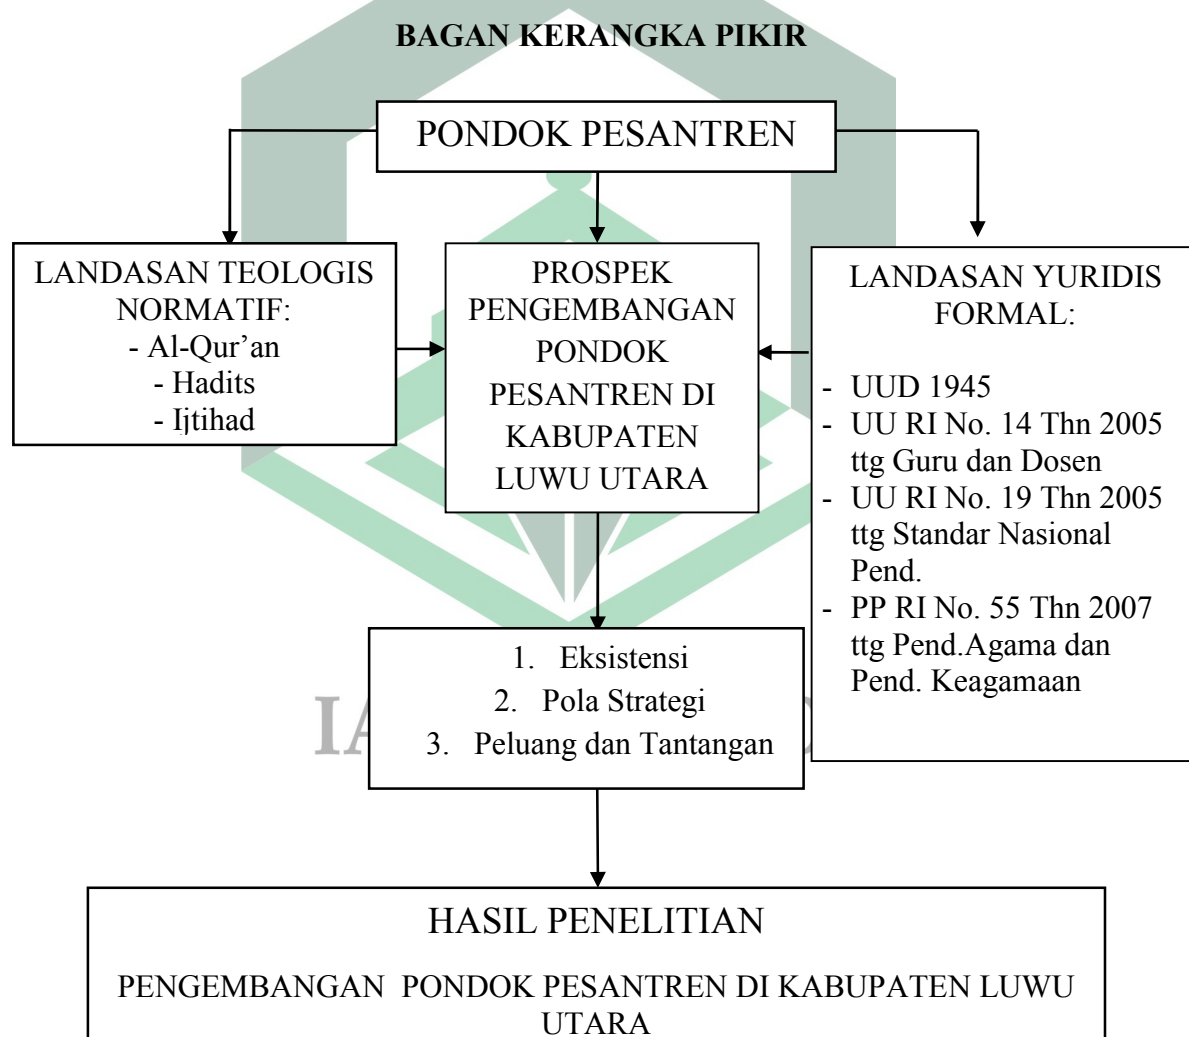 BAGAN KERANGKA PIKIR
PONDOK PESANTREN
LANDASAN TEOLOGIS
NORMATIF:
- Al-Qur’an
- Hadits
- Ijtihad
PROSPEK
PENGEMBANGAN
PONDOK
PESANTREN DI
KABUPATEN
LUWU UTARA
LANDASAN YURIDIS
FORMAL:
- UUD 1945
- UU RI No. 14 Thn 2005
ttg Guru dan Dosen
- UU RI No. 19 Thn 2005
ttg Standar Nasional
Pend.
- PP RI No. 55 Thn 2007
ttg Pend.Agama dan
Pend. Keagamaan
1. Eksistensi
2. Pola Strategi
3. Peluang dan Tantangan
HASIL PENELITIAN
PENGEMBANGAN PONDOK PESANTREN DI KABUPATEN LUWU
UTARA